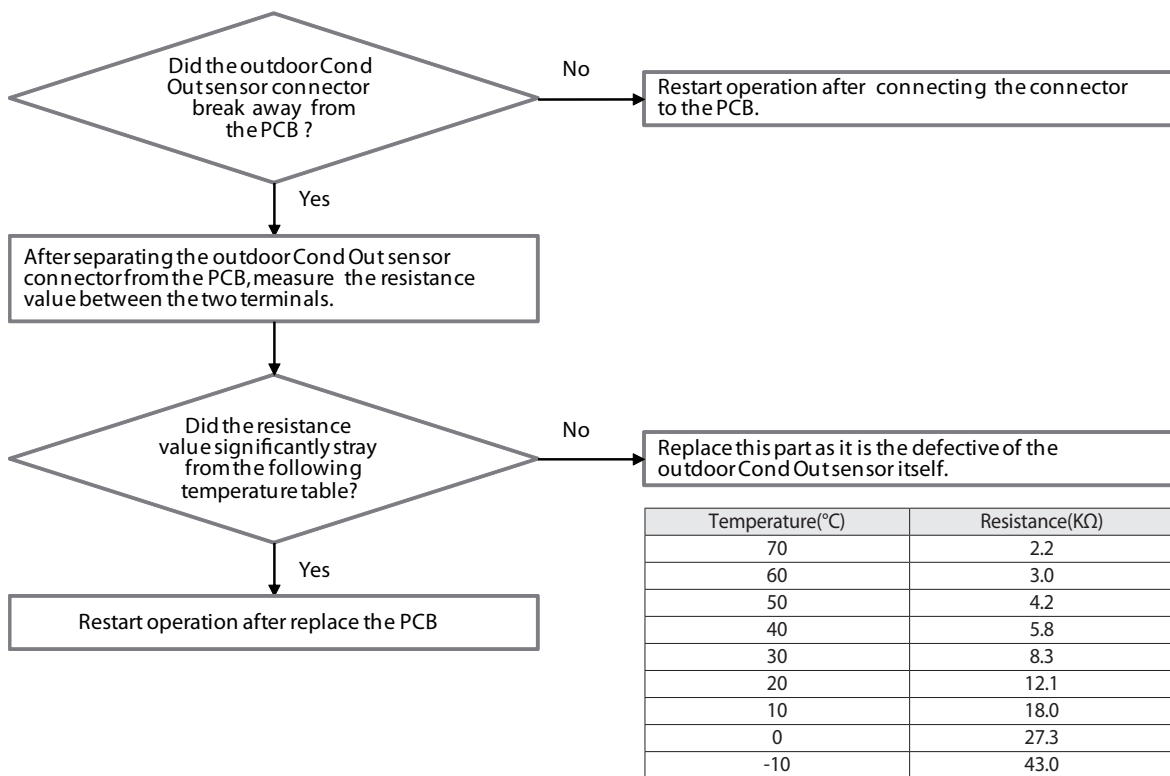 Did the outdoor Cond
Out sensor connector
break away from
the PCB ?
No
Restart operation after connecting the connector
to the PCB.
Yes
After separating the outdoor Cond Out sensor
connector from the PCB, measure the resistance
value between the two terminals.
Did the resistance
value significantly stray
from the following
temperature table?
No
Replace this part as it is the defective of the
outdoor Cond Out sensor itself.
Yes
Restart operation after replace the PCB
Temperature(°C) Resistance(KΩ)
70 2.2
60 3.0
50 4.2
40 5.8
30 8.3
20 12.1
10 18.0
0 27.3
-10 43.0